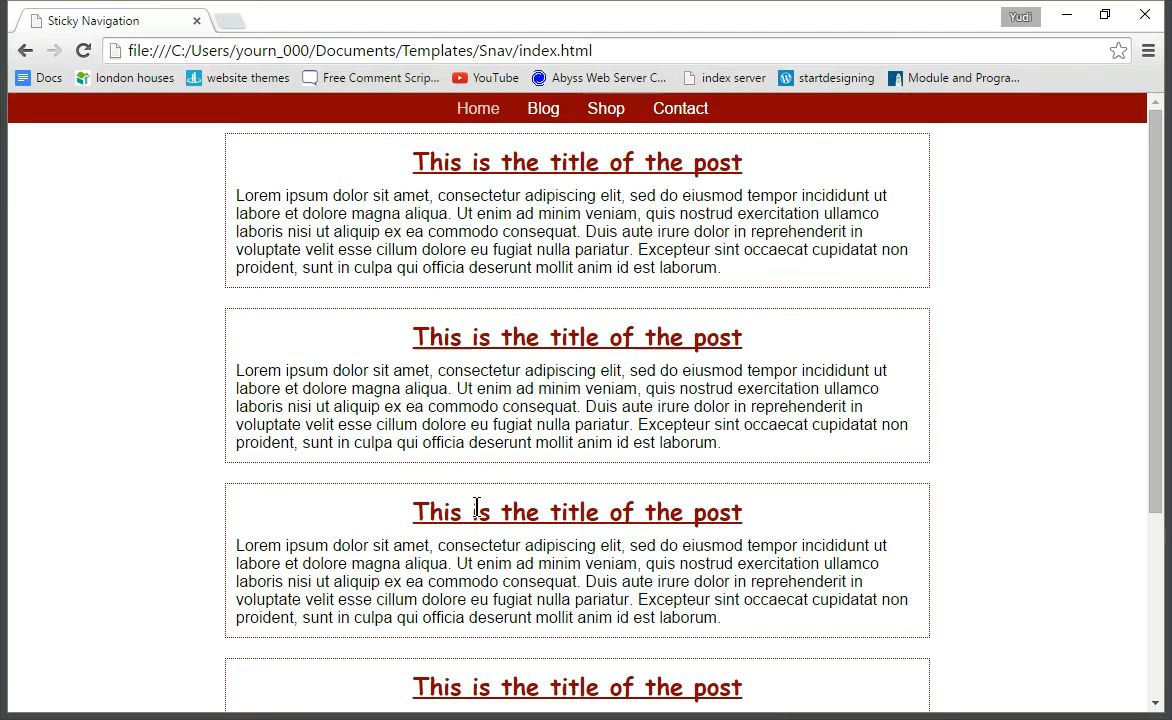 Sticky Navigation
Yudi
file:///C:/Users/yourn_000/Documents/Templates/Snav/index.html
Docs london houses website themes Free Comment Scrip... YouTube Abyss Web Server C... index server startdesigning Module and Progra...
Home Blog Shop Contact
This is the title of the post
Lorem ipsum dolor sit amet, consectetur adipiscing elit, sed do eiusmod tempor incididunt ut
labore et dolore magna aliqua. Ut enim ad minim veniam, quis nostrud exercitation ullamco
laboris nisi ut aliquip ex ea commodo consequat. Duis aute irure dolor in reprehenderit in
voluptate velit esse cillum dolore eu fugiat nulla pariatur. Excepteur sint occaecat cupidatat non
proident, sunt in culpa qui officia deserunt mollit anim id est laborum.
This is the title of the post
Lorem ipsum dolor sit amet, consectetur adipiscing elit, sed do eiusmod tempor incididunt ut
labore et dolore magna aliqua. Ut enim ad minim veniam, quis nostrud exercitation ullamco
laboris nisi ut aliquip ex ea commodo consequat. Duis aute irure dolor in reprehenderit in
voluptate velit esse cillum dolore eu fugiat nulla pariatur. Excepteur sint occaecat cupidatat non
proident, sunt in culpa qui officia deserunt mollit anim id est laborum.
This is the title of the post
Lorem ipsum dolor sit amet, consectetur adipiscing elit, sed do eiusmod tempor incididunt ut
labore et dolore magna aliqua. Ut enim ad minim veniam, quis nostrud exercitation ullamco
laboris nisi ut aliquip ex ea commodo consequat. Duis aute irure dolor in reprehenderit in
voluptate velit esse cillum dolore eu fugiat nulla pariatur. Excepteur sint occaecat cupidatat non
proident, sunt in culpa qui officia deserunt mollit anim id est laborum.
This is the title of the post